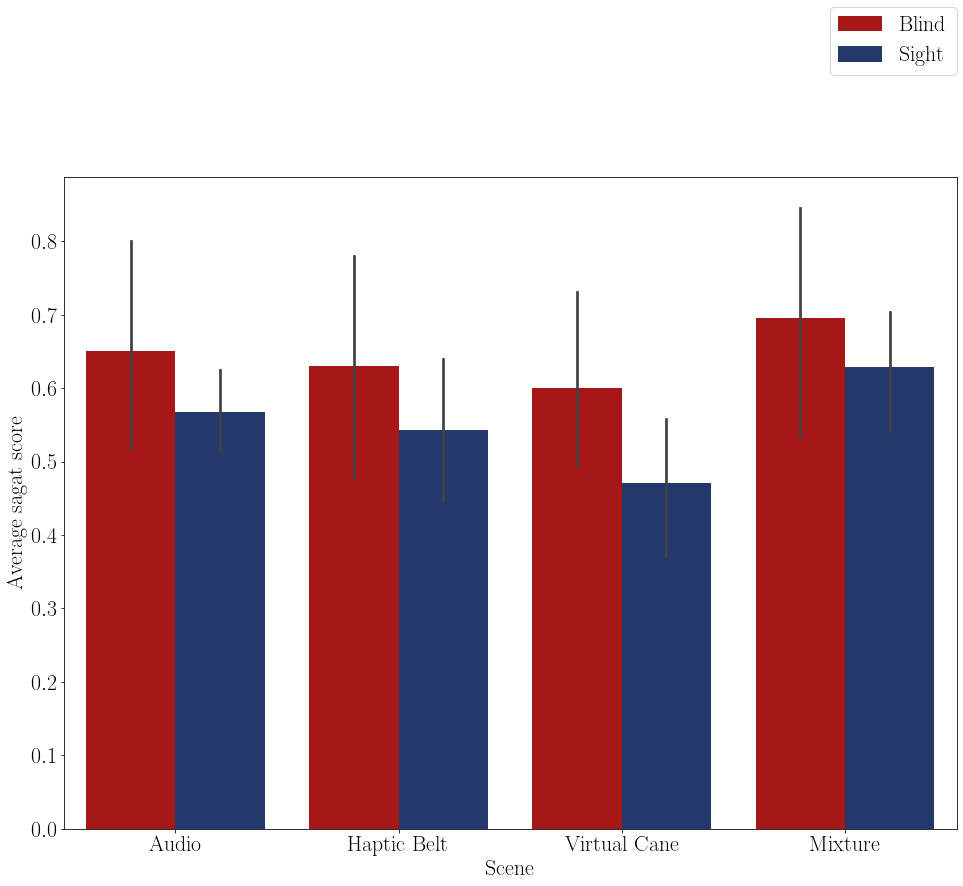 Blind
Sight
Average sagat score
0.8
0.7
0.6
0.5
0.4
0.3
0.2
0.1
0.0
Audio
Haptic Belt
Virtual Cane
Mixture
Scene